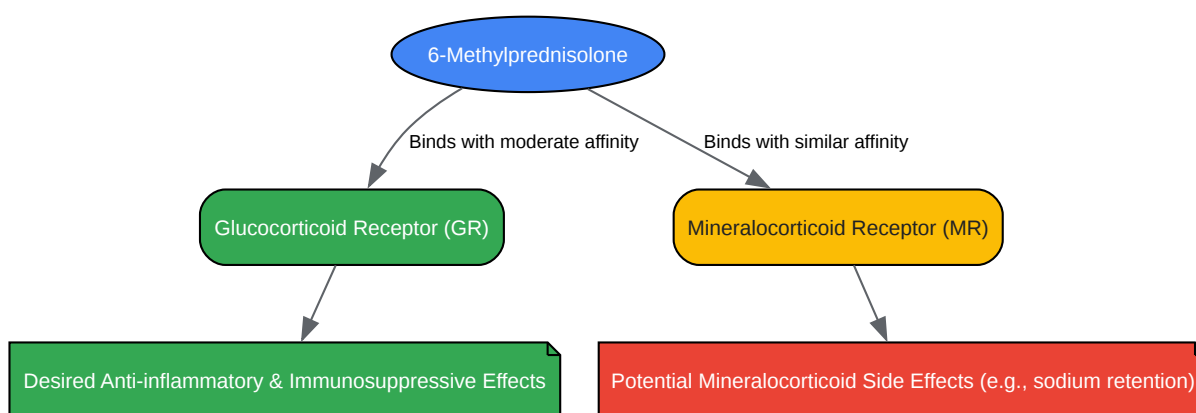 6-Methylprednisolone
Binds with moderate affinity
Binds with similar affinity
Glucocorticoid Receptor (GR)
Mineralocorticoid Receptor (MR)
Desired Anti-inflammatory & Immunosuppressive Effects
Potential Mineralocorticoid Side Effects (e.g., sodium retention)